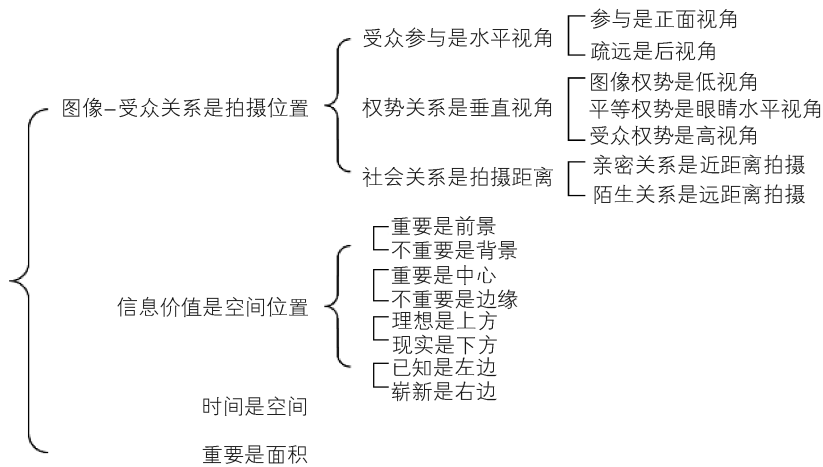 图像-受众关系是拍摄位置
受众参与是水平视角
参与是正面视角
疏远是后视角
权势关系是垂直视角
图像权势是低视角
平等权势是眼睛水平视角
受众权势是高视角
社会关系是拍摄距离
亲密关系是近距离拍摄
陌生关系是远距离拍摄
信息价值是空间位置
重要是前景
不重要是背景
重要是中心
不重要是边缘
理想是上方
现实是下方
已知是左边
崭新是右边
时间是空间
重要是面积